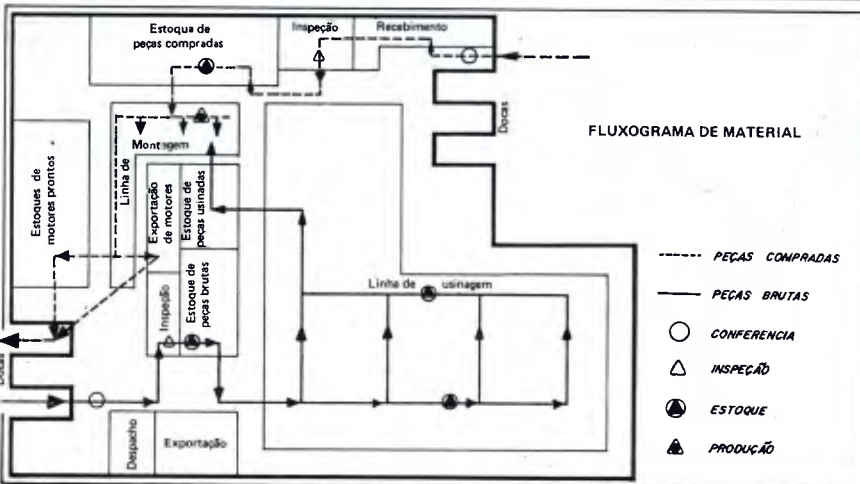 Estoqua de
peças compradas
Inspeção
Recebimento
Docas
FLUXOGRAMA DE MATERIAL
Montagem
Linha de
Estoques de
motores prontos
Exportação
de motores
Estoque de
peças usinadas
Inspeção
Estoque de
peças brutas
Linha de usinagem
Docas
Despacho
Exportação
PEÇAS COMPRADAS
PEÇAS BRUTAS
CONFERENCIA
INSPEÇÃO
ESTOQUE
PRODUÇÃO